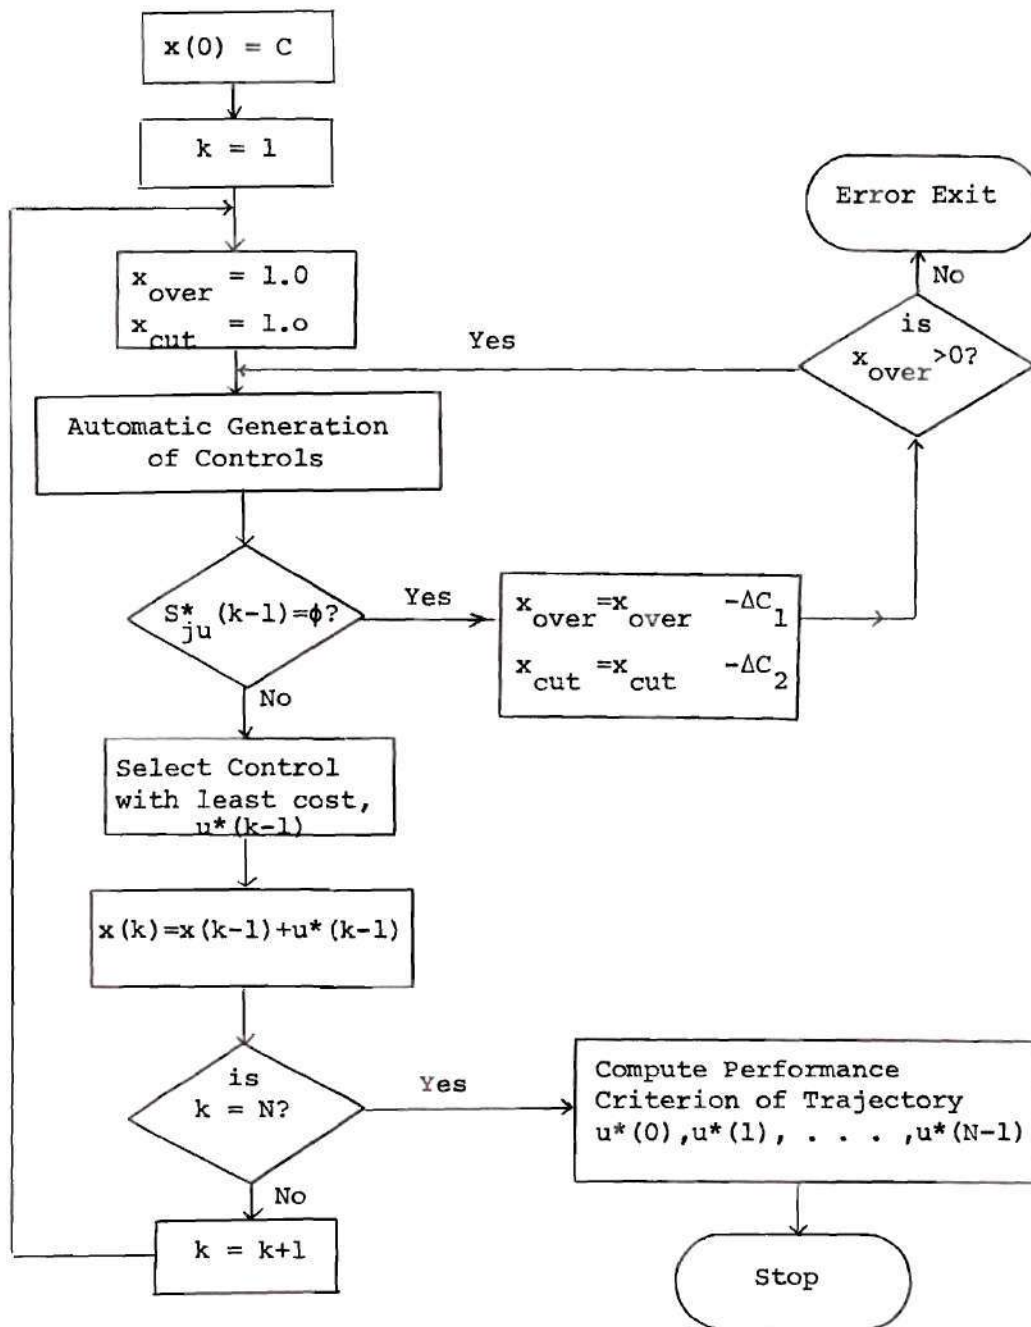 x(0) = C
k = 1
Error Exit
No
x_over = 1.0
x_cut = 1.o
is
x_over >0?
Yes
Automatic Generation
of Controls
S*_ju (k-1)=ϕ?
Yes
x_over =x_over -ΔC_1
x_cut =x_cut -ΔC_2
No
Select Control
with least cost,
u*(k-1)
x(k)=x(k-1)+u*(k-1)
is
k = N?
Yes
Compute Performance
Criterion of Trajectory
u*(0),u*(1), . . . ,u*(N-1)
No
k = k+1
Stop